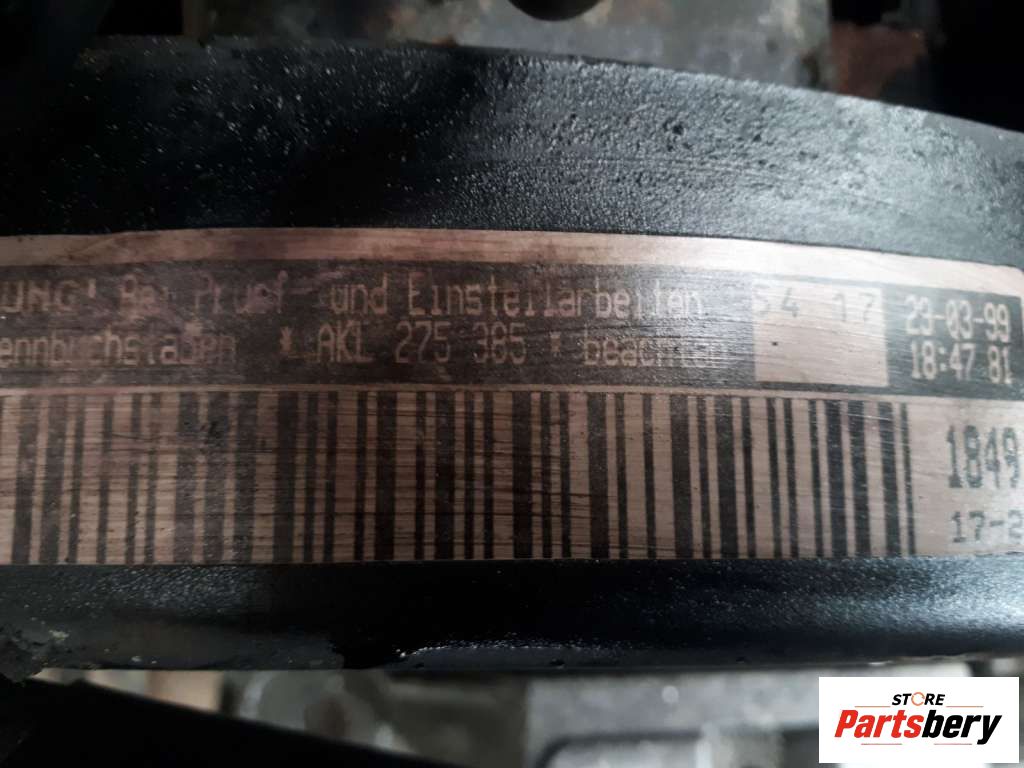 UNG! Bei Pruef- und Einstellarbeiten 54 17 23-03-99
ennbuchstaben * AKL 275 385 * beachten 18:47 81
1849
17-2
STORE
Partsbery